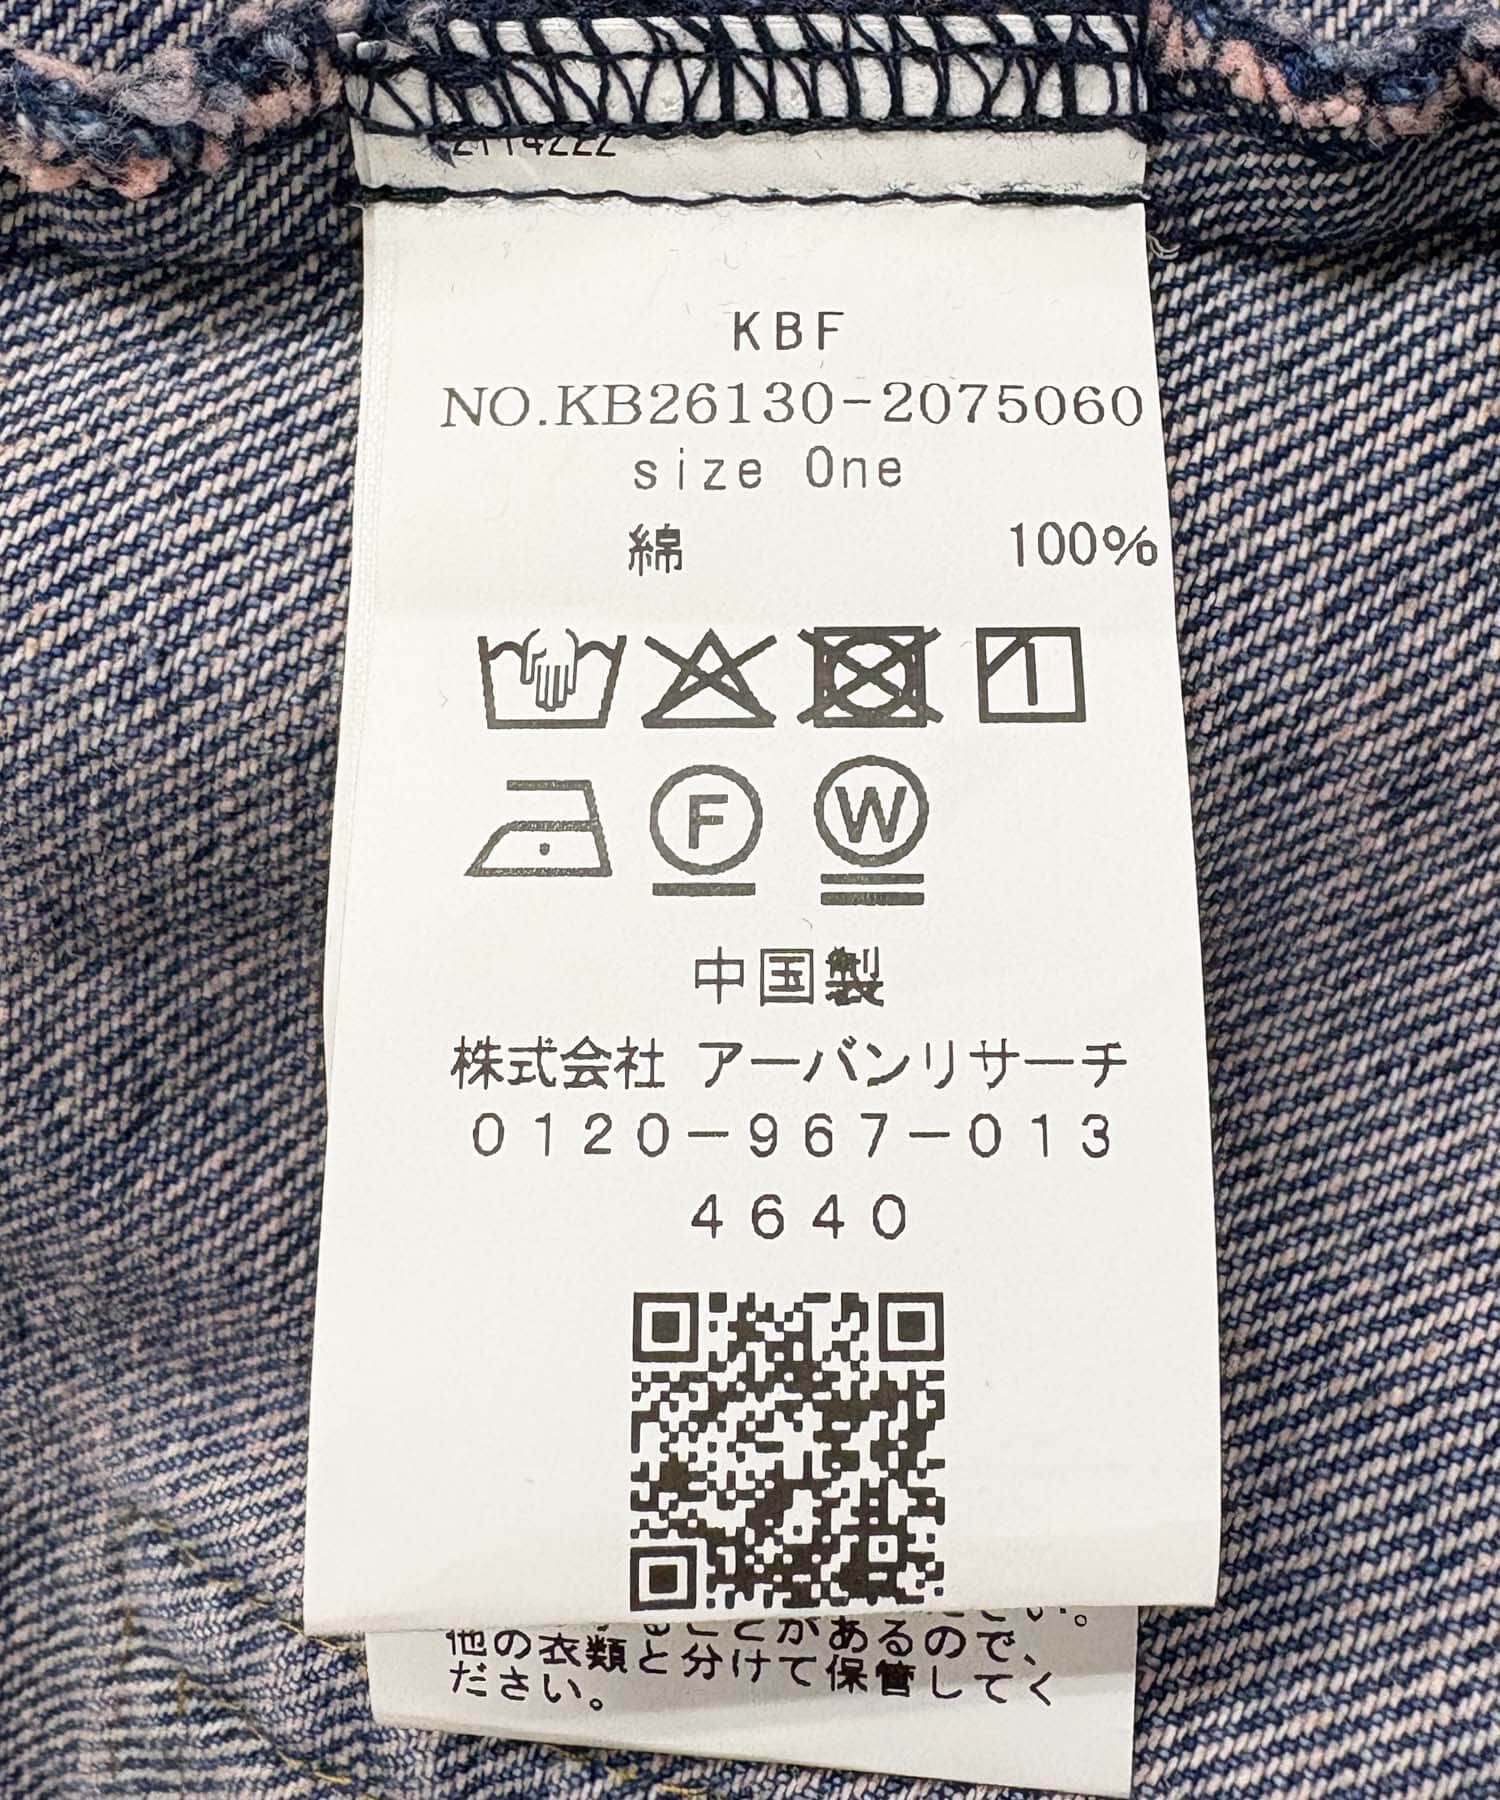 KBF
NO.KB26130-2075060
size One
綿 100%
F W
中国製
株式会社 アーバンリサーチ
0120-967-013
4640
他の衣類と分けて保管してく
ださい。